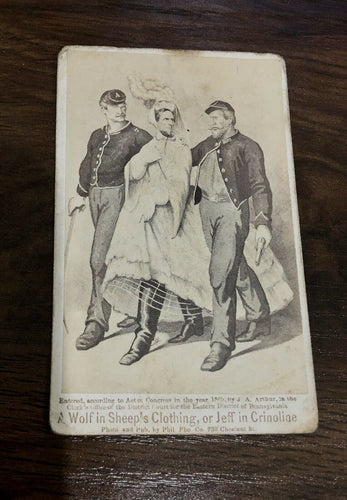 Entered, according to Act of Congress in the year 1865, by J. A. Arthur, in the
Clerk's office of the District Court for the Eastern District of Pennsylvania
A Wolf in Sheep's Clothing, or Jeff in Crinoline
Photo and Pub. by Phil. Pho. Co. 730 Chestnut St.